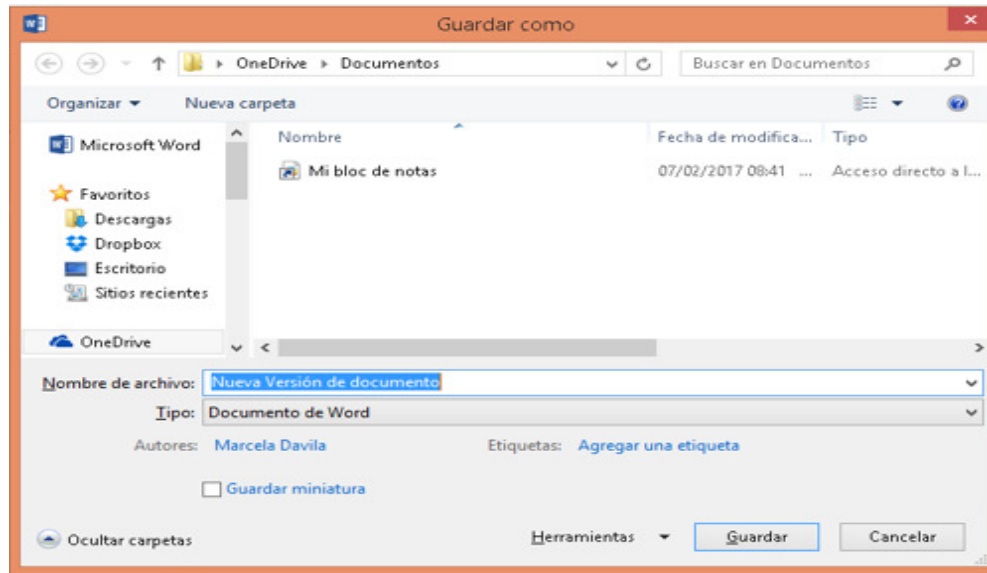 Guardar como
OneDrive Documentos Buscar en Documentos
Organizar Nueva carpeta
Microsoft Word
Favoritos
Descargas
Dropbox
Escritorio
Sitios recientes
OneDrive
Nombre Fecha de modifica... Tipo
Mi bloc de notas 07/02/2017 08:41 ... Acceso directo a l...
Nombre de archivo: Nueva Versión de documento
Tipo: Documento de Word
Autores: Marcela Davila Etiquetas: Agregar una etiqueta
Guardar miniatura
Ocultar carpetas Herramientas Guardar Cancelar